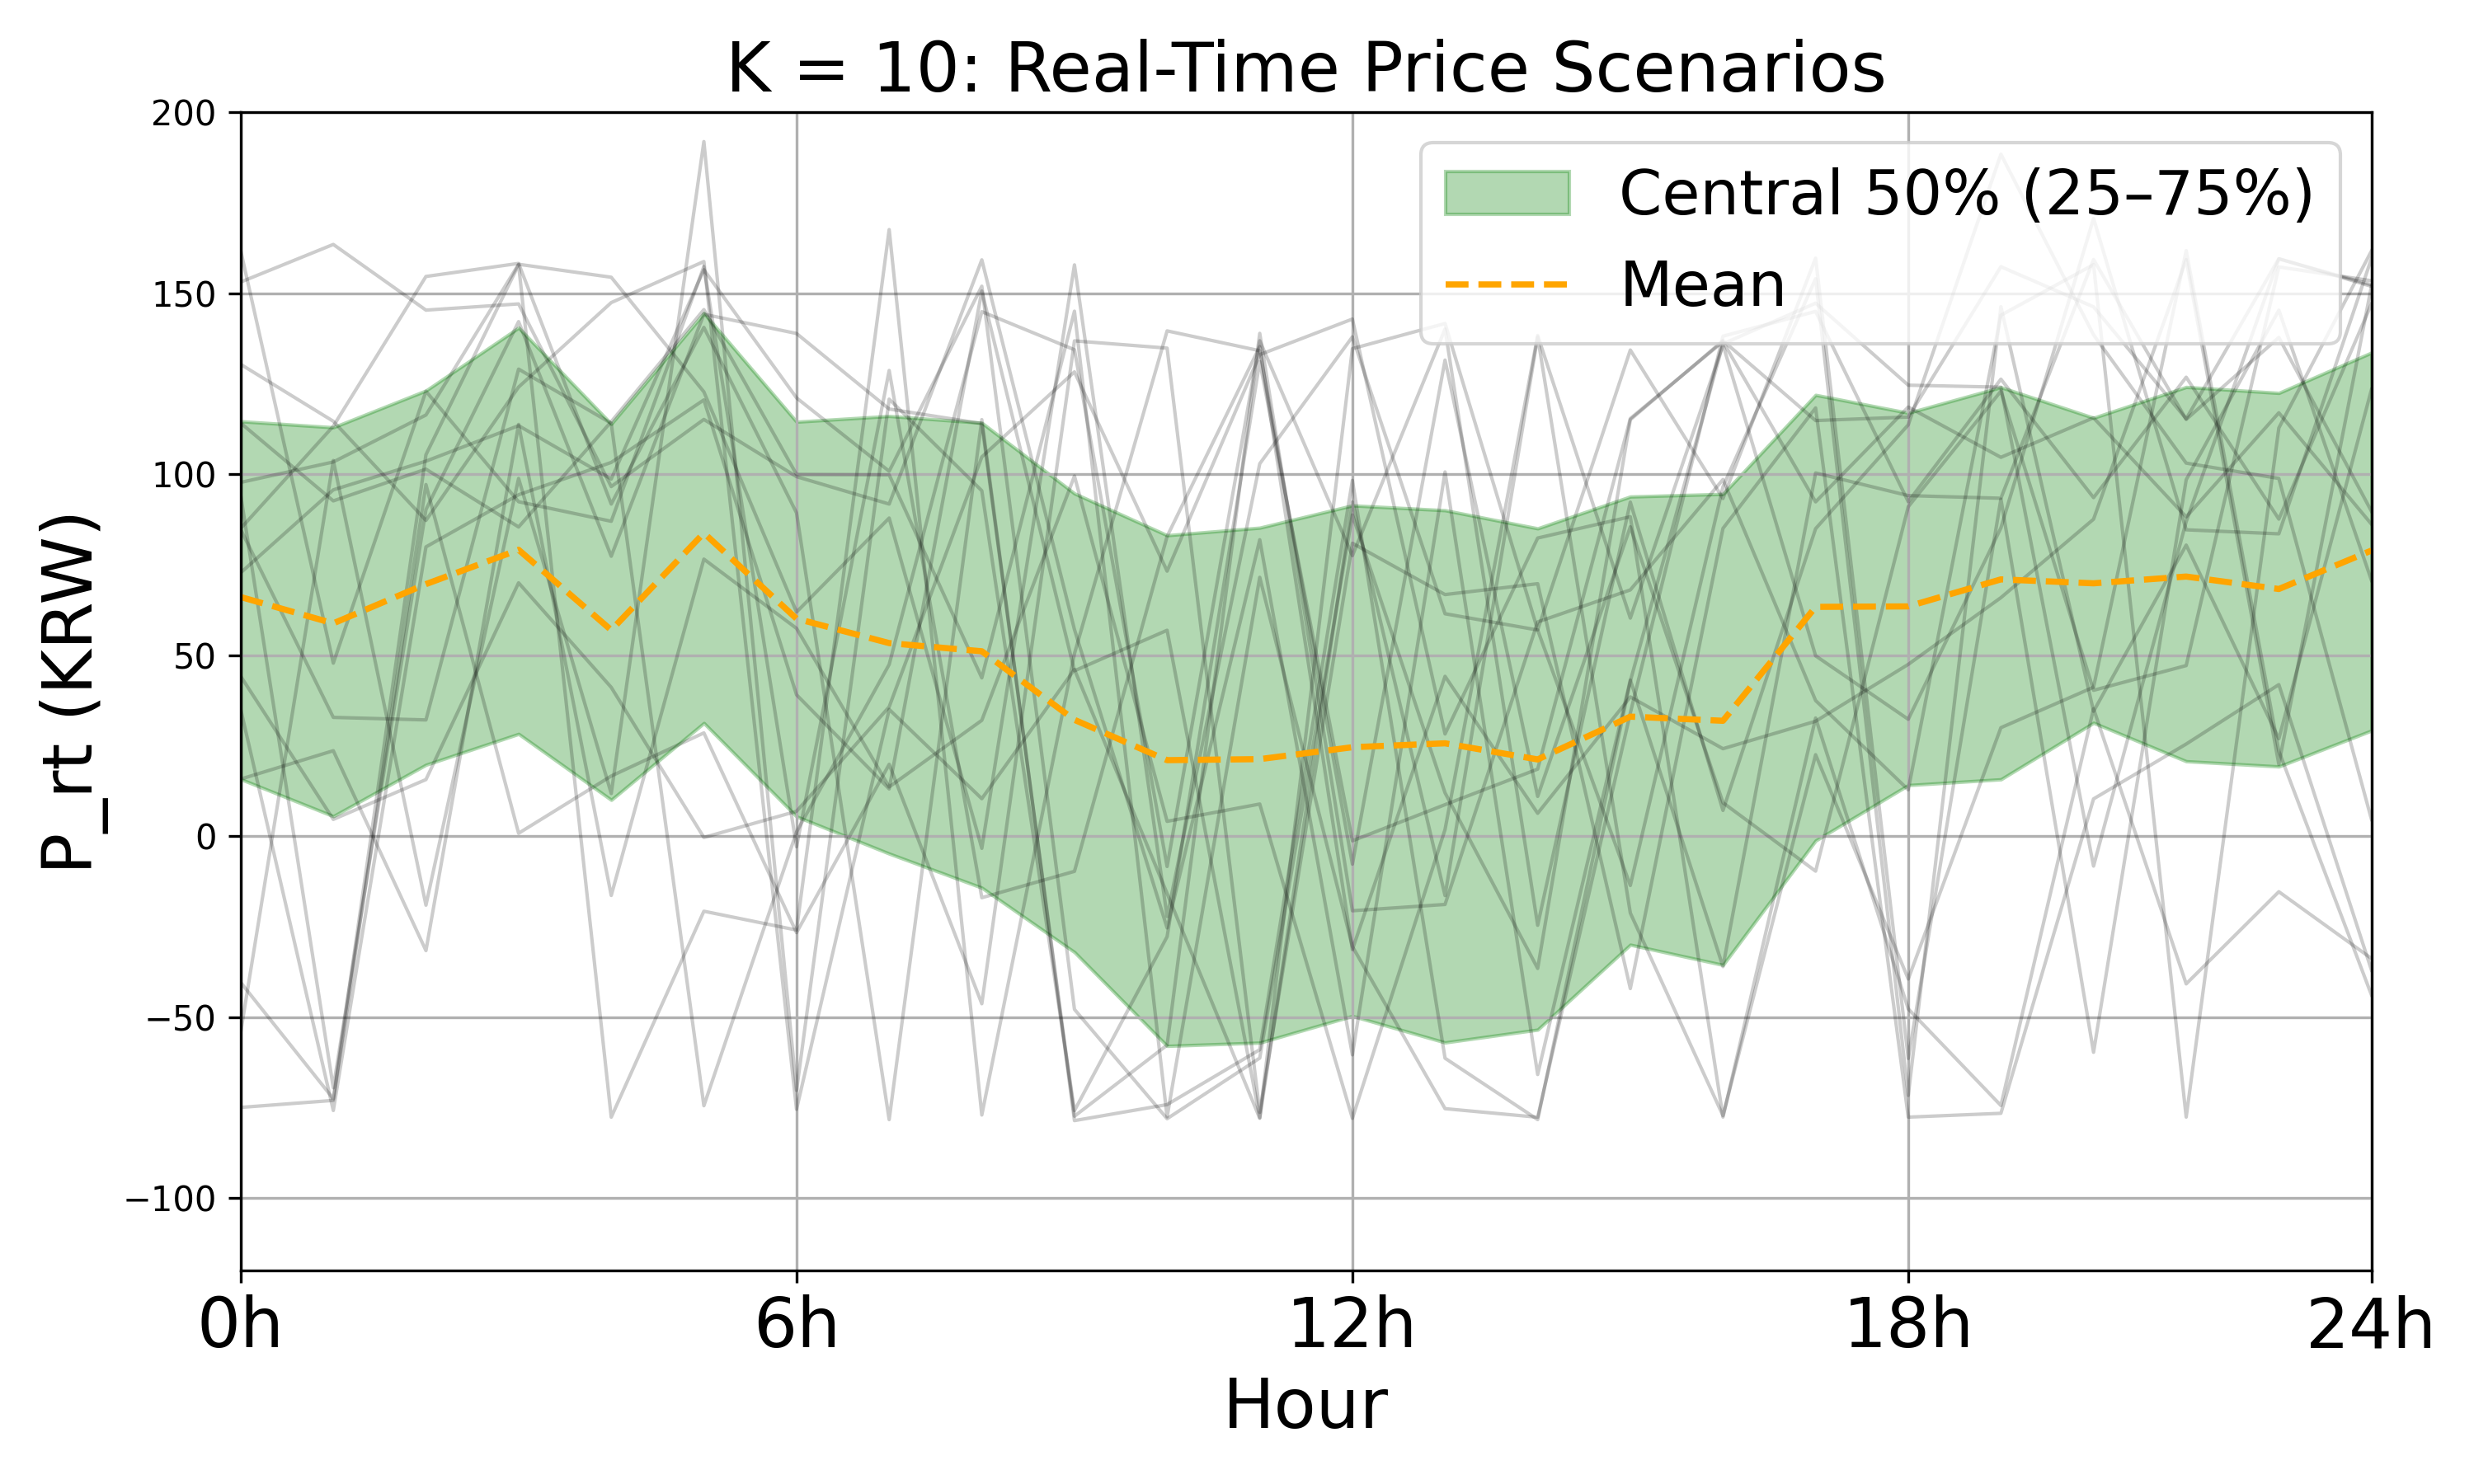 K = 10: Real-Time Price Scenarios
Central 50% (25–75%)
Mean
P_rt (KRW)
200
150
100
50
0
−50
−100
0h 6h 12h 18h 24h
Hour